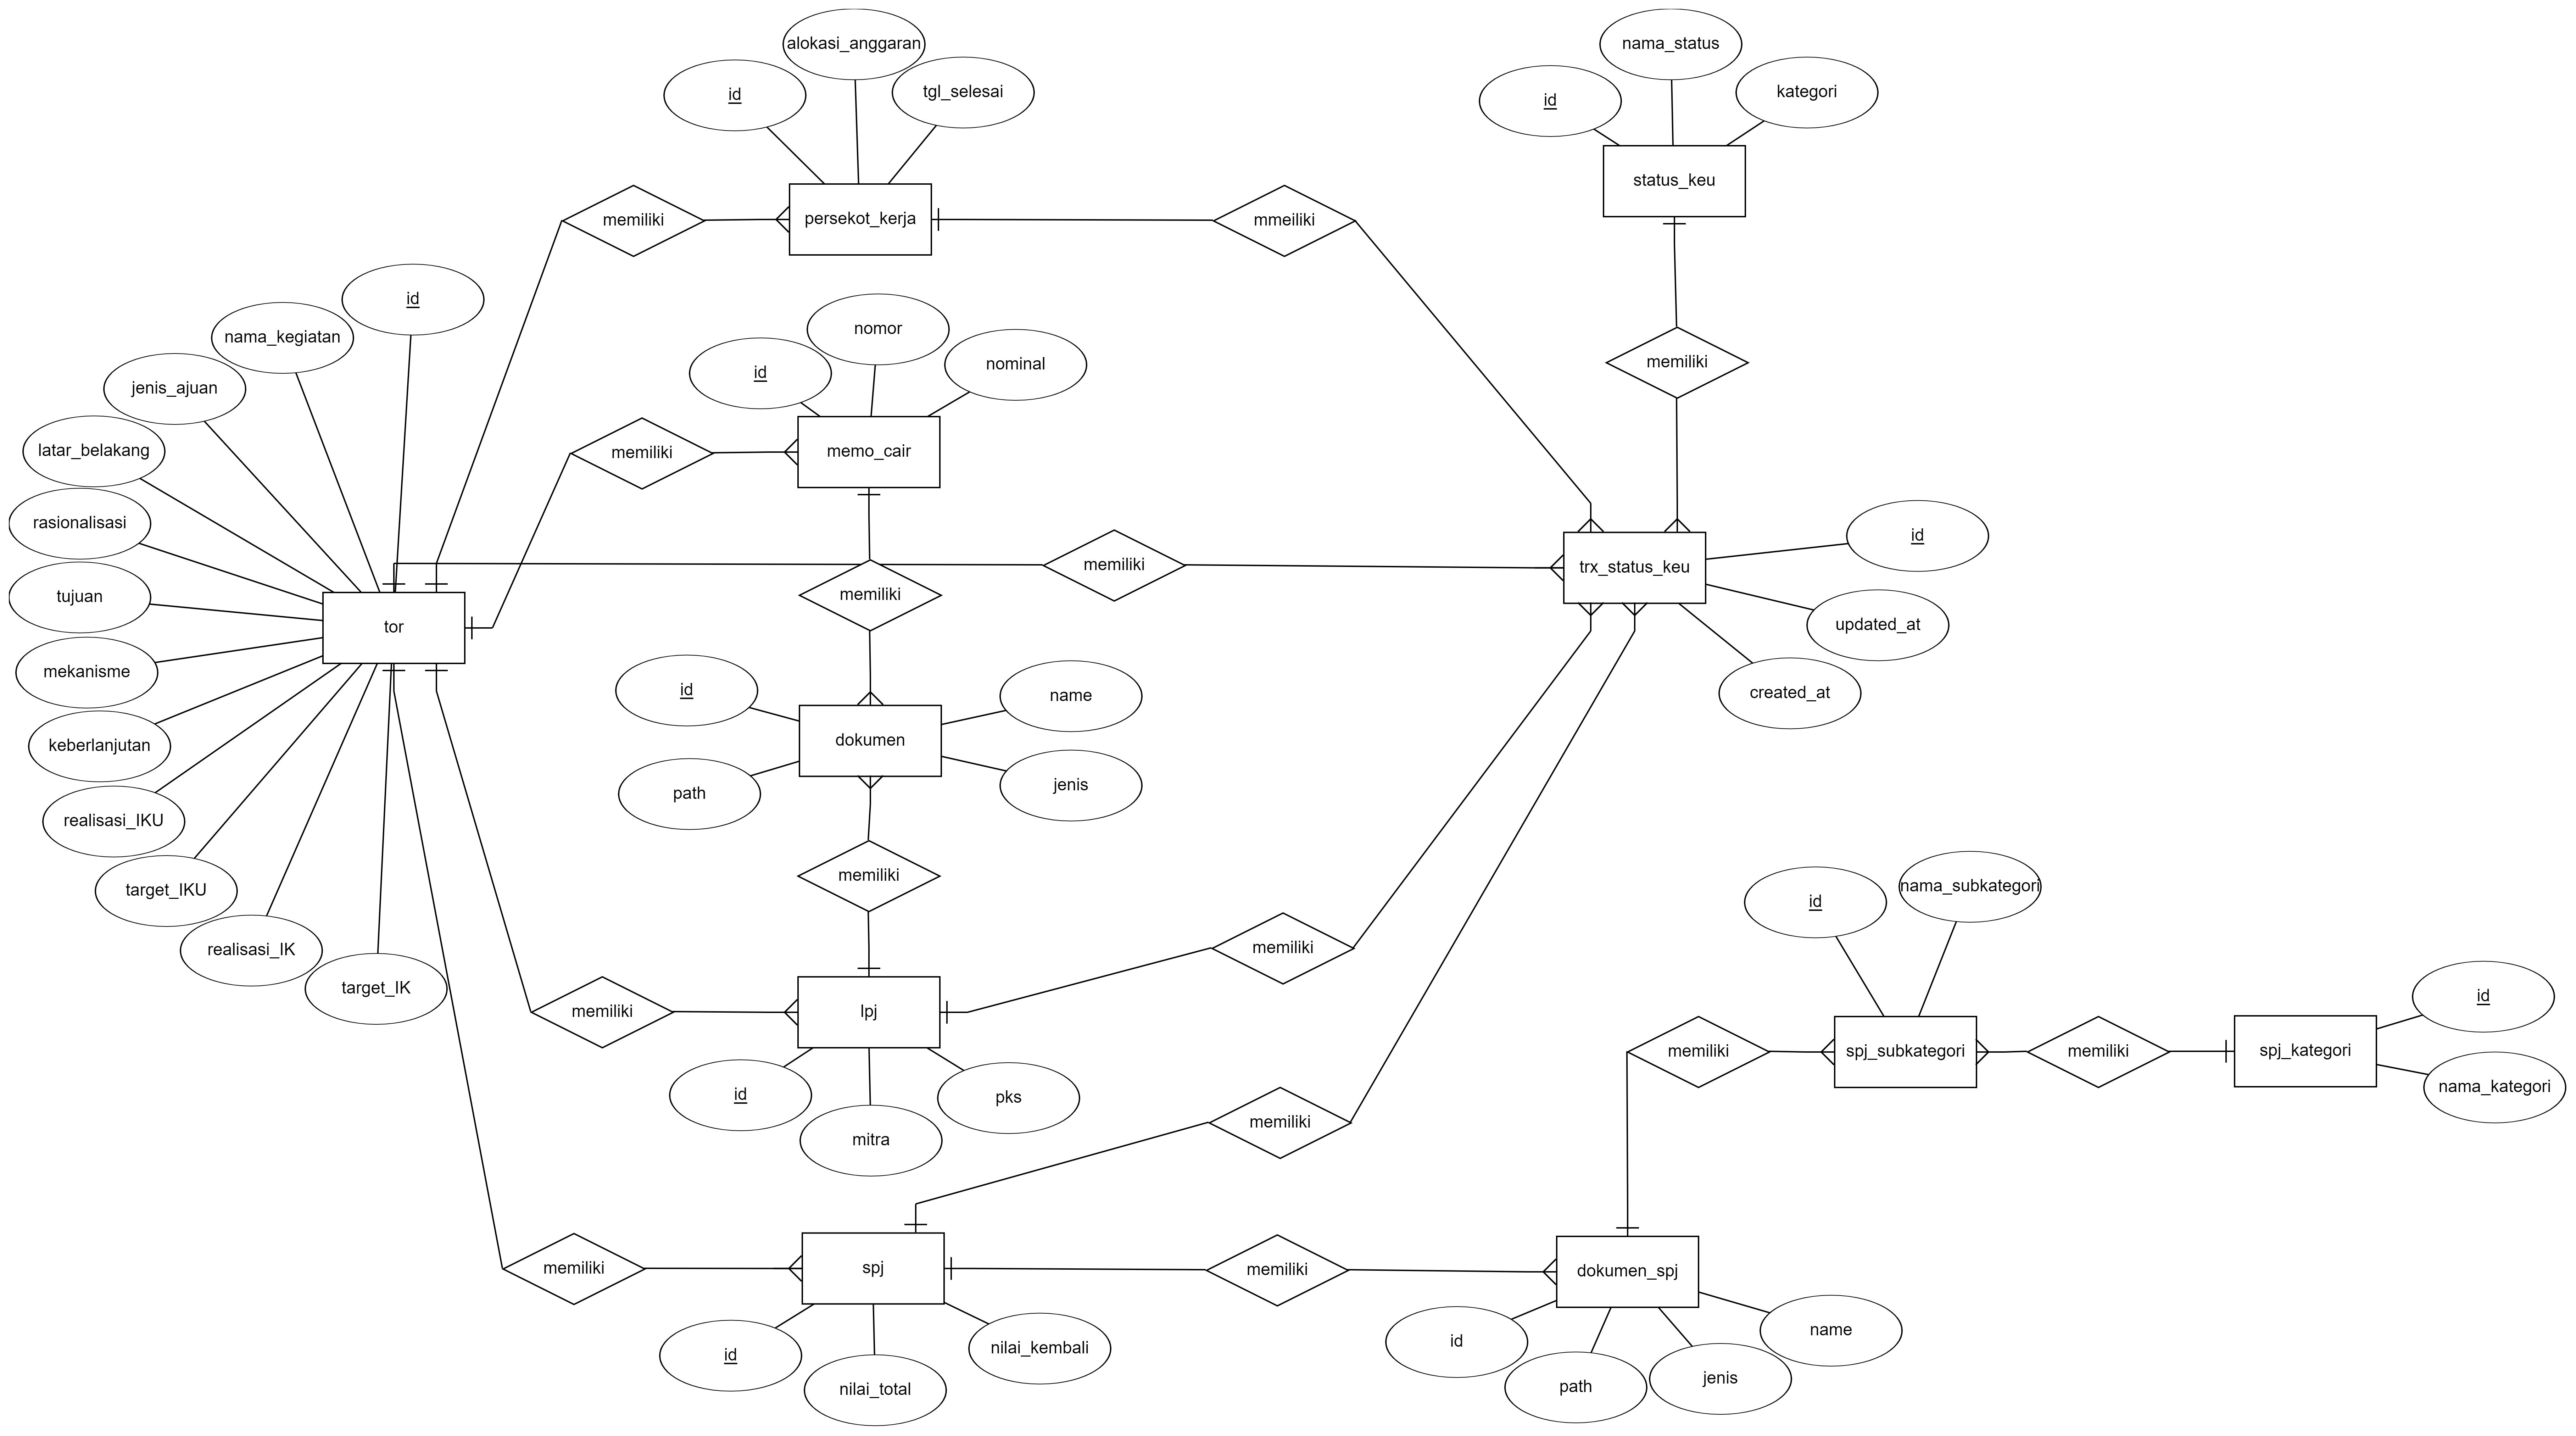 alokasi_anggaran
nama_status
id
tgl_selesai
id
kategori
status_keu
memiliki
persekot_kerja
mmeiliki
id
nama_kegiatan
nomor
id
nominal
memiliki
jenis_ajuan
latar_belakang
memiliki
memo_cair
rasionalisasi
id
memiliki
trx_status_keu
tujuan
memiliki
tor
updated_at
mekanisme
id
name
created_at
keberlanjutan
dokumen
path
jenis
realisasi_IKU
memiliki
target_IKU
nama_subkategori
id
realisasi_IK
memiliki
target_IK
id
memiliki
lpj
memiliki
spj_subkategori
memiliki
spj_kategori
id
pks
nama_kategori
mitra
memiliki
memiliki
spj
memiliki
dokumen_spj
id
nilai_total
nilai_kembali
id
path
jenis
name